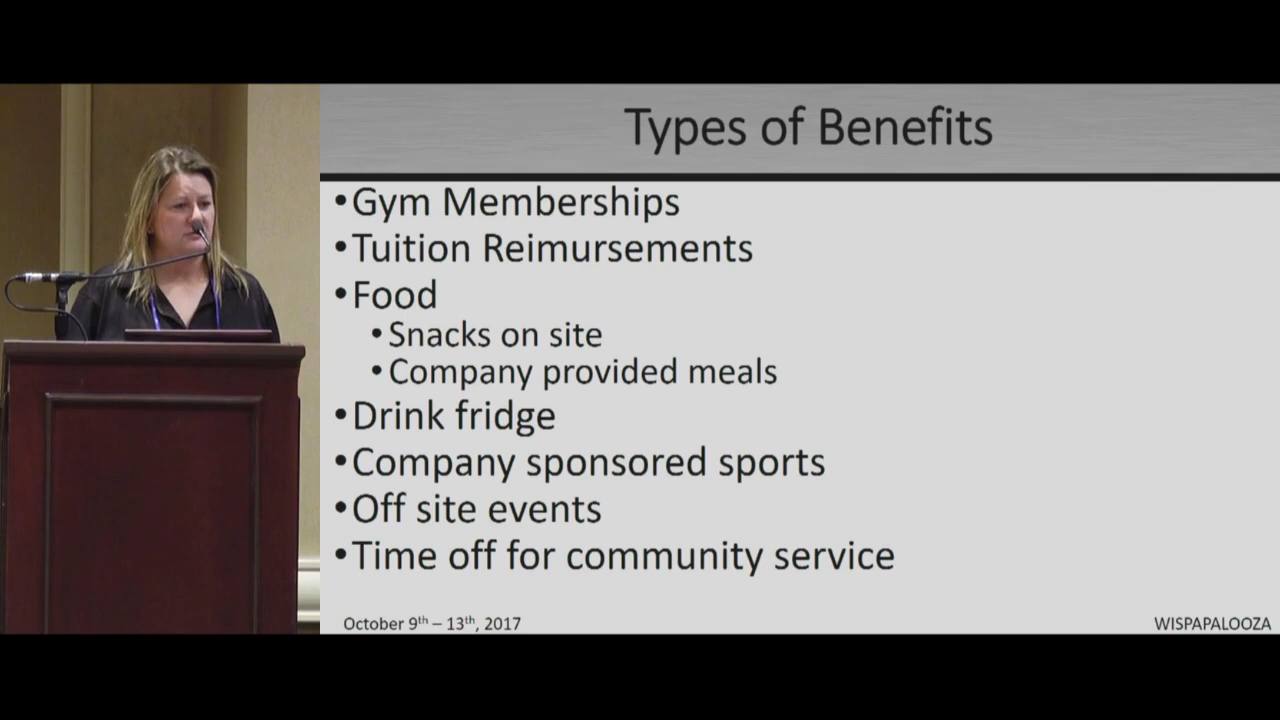 Types of Benefits
•Gym Memberships
•Tuition Reimursements
•Food
•Snacks on site
•Company provided meals
•Drink fridge
•Company sponsored sports
•Off site events
•Time off for community service
October 9th – 13th, 2017
WISPAPALOOZA